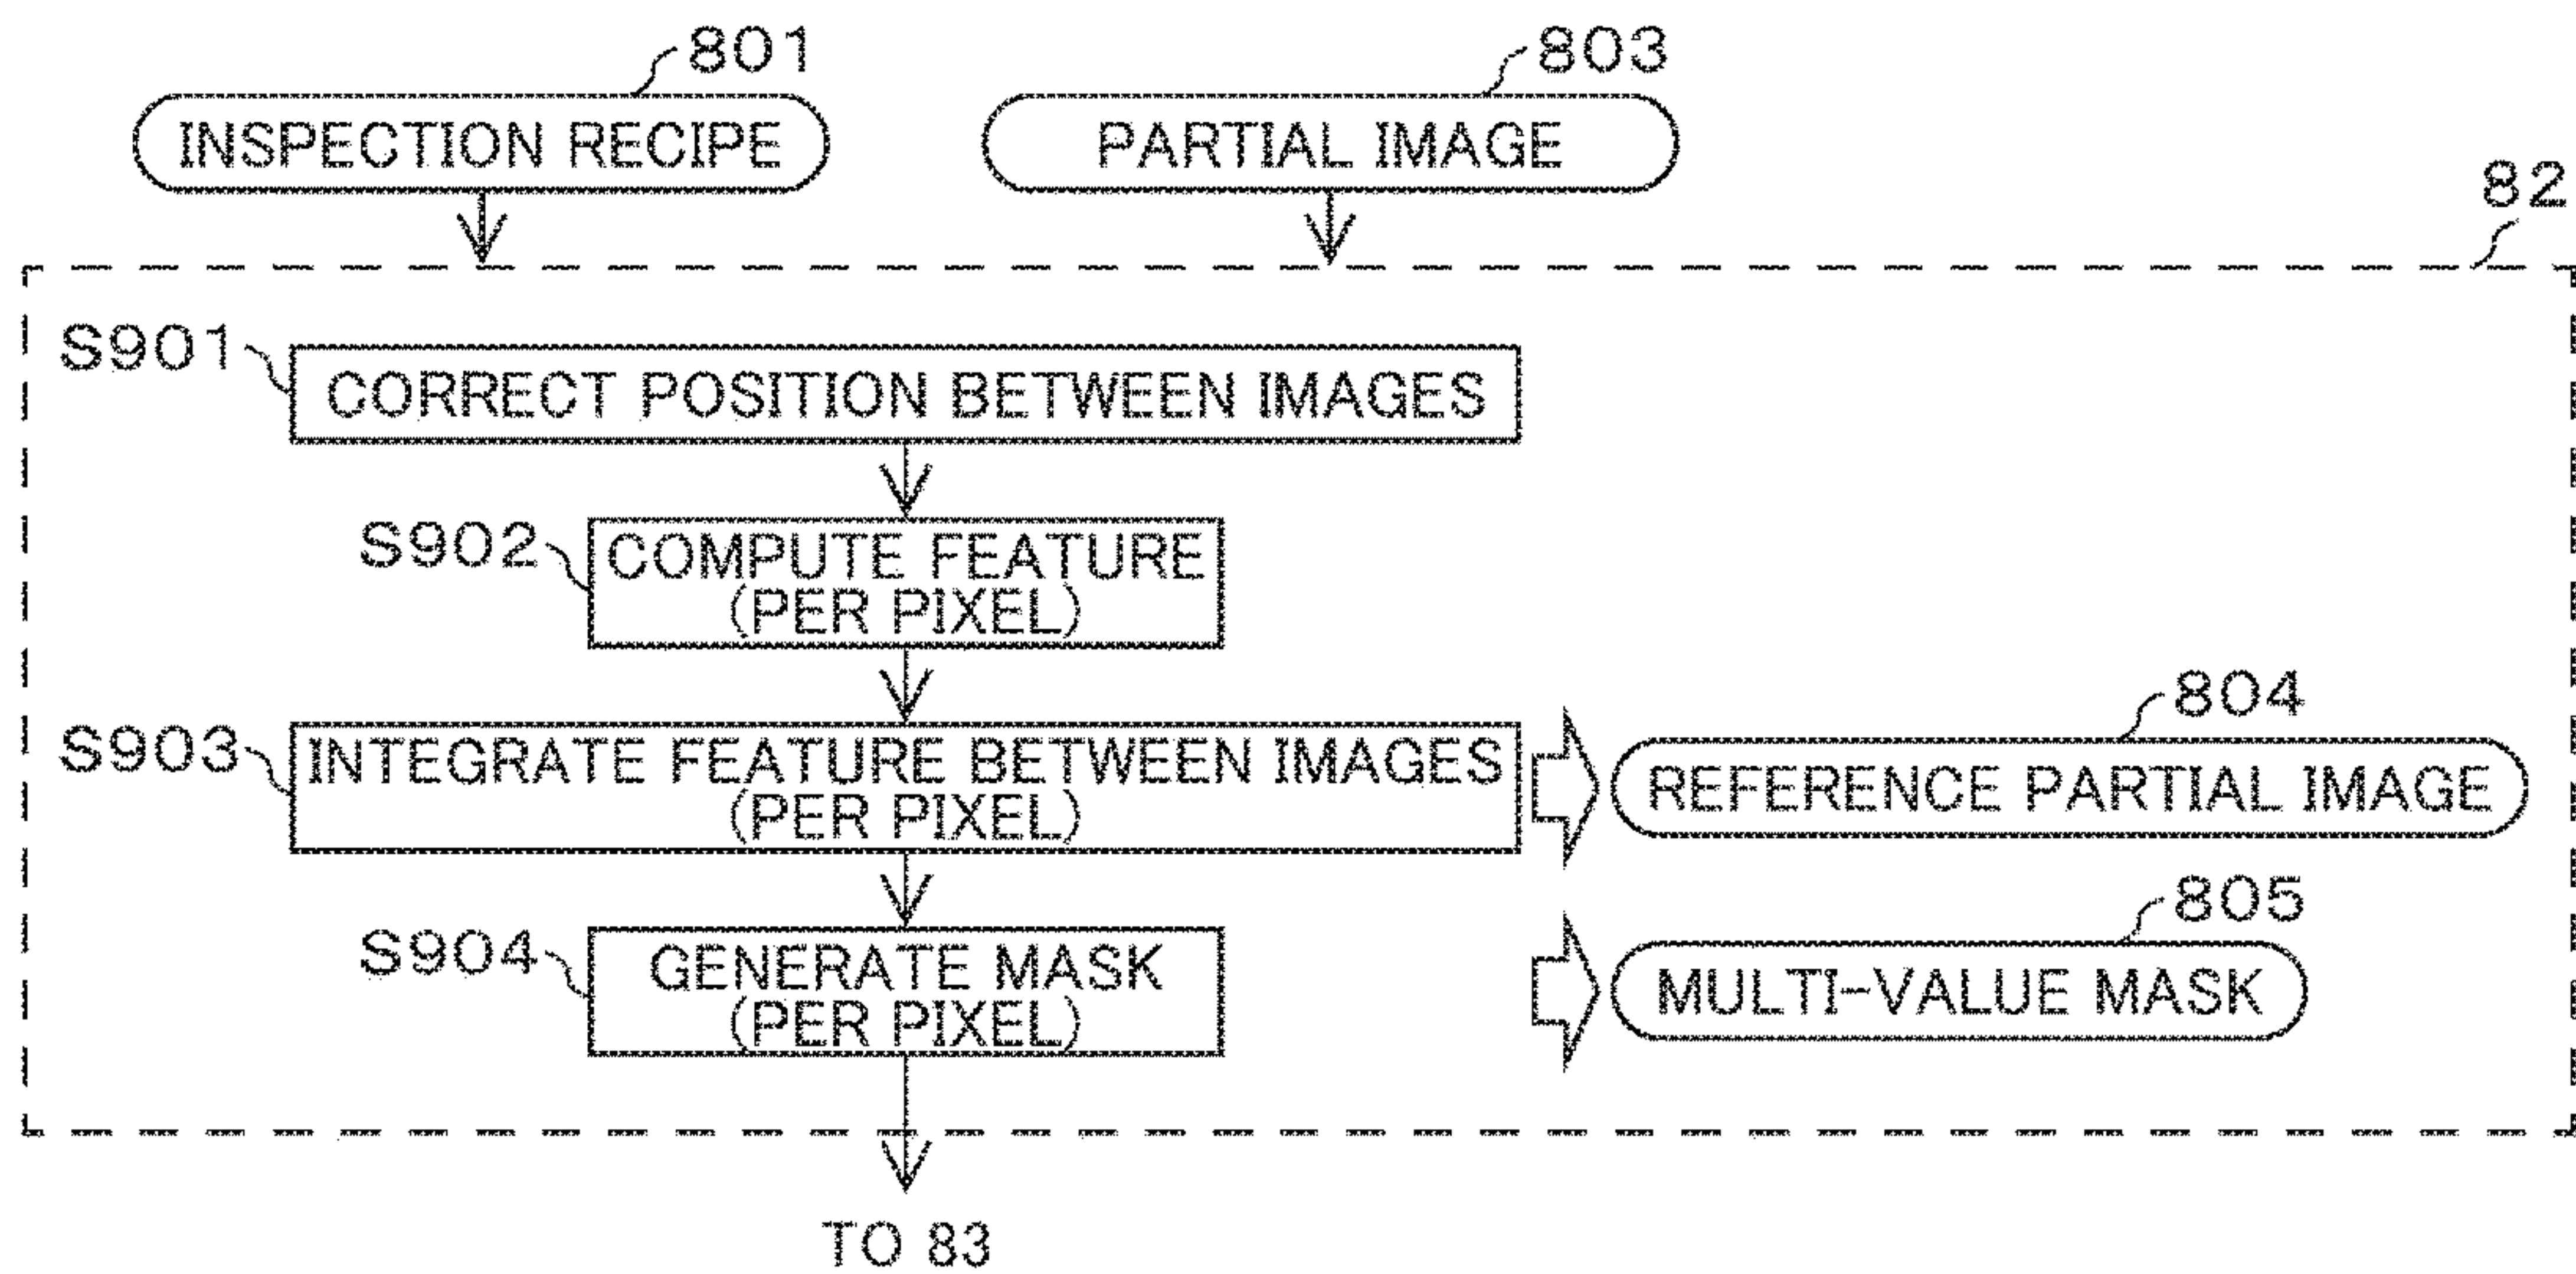 801
803
INSPECTION RECIPE
PARTIAL IMAGE
82
S901
CORRECT POSITION BETWEEN IMAGES
S902
COMPUTE FEATURE
(PER PIXEL)
S903
INTEGRATE FEATURE BETWEEN IMAGES
(PER PIXEL)
804
REFERENCE PARTIAL IMAGE
S904
GENERATE MASK
(PER PIXEL)
805
MULTI-VALUE MASK
TO 83